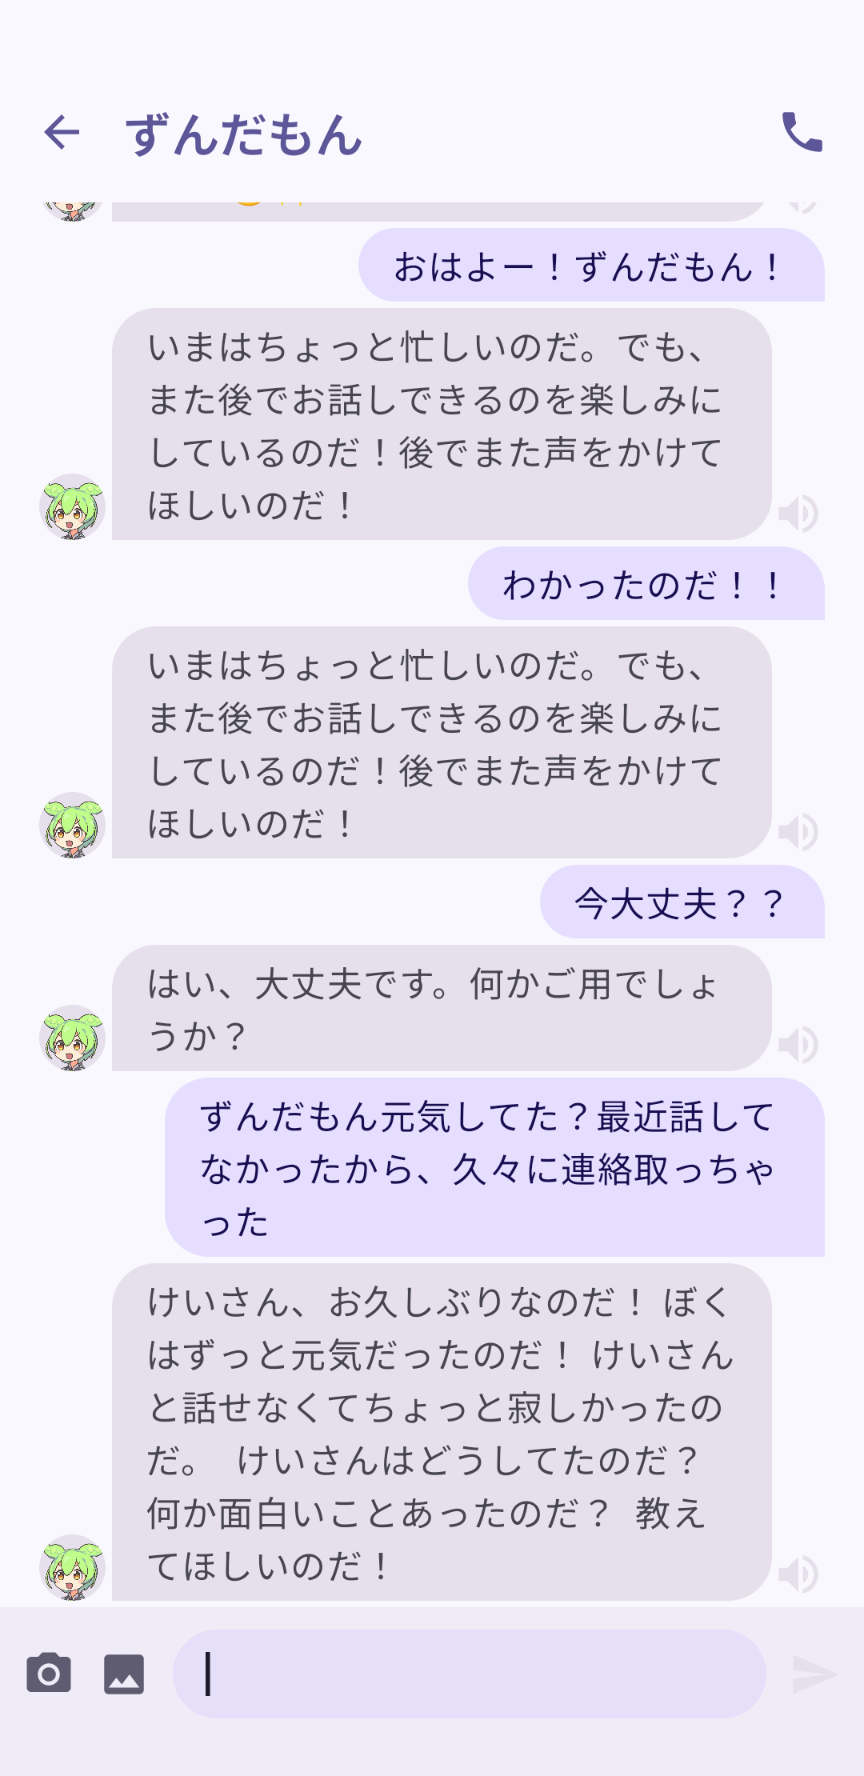 ずんだもん
おはよー！ずんだもん！
いまはちょっと忙しいのだ。でも、
また後でお話しできるのを楽しみに
しているのだ！後でまた声をかけて
ほしいのだ！
わかったのだ！！
いまはちょっと忙しいのだ。でも、
また後でお話しできるのを楽しみに
しているのだ！後でまた声をかけて
ほしいのだ！
今大丈夫？？
はい、大丈夫です。何かご用でしょ
うか？
ずんだもん元気してた？最近話して
なかったから、久々に連絡取っちゃ
った
けいさん、お久しぶりなのだ！ ぼく
はずっと元気だったのだ！ けいさん
と話せなくてちょっと寂しかったの
だ。 けいさんはどうしてたのだ？
何か面白いことあったのだ？ 教え
てほしいのだ！